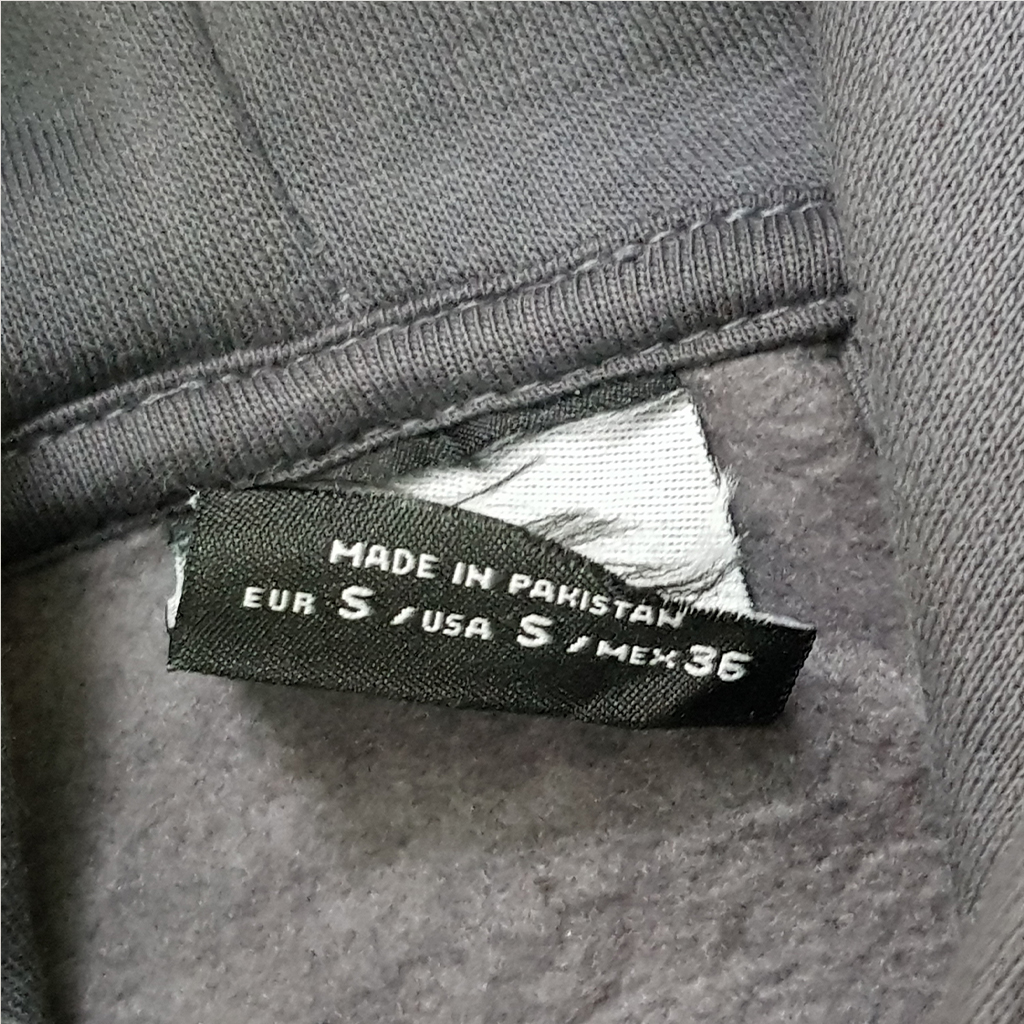 MADE IN PAKISTAN
EUR S / USA S / MEX 36